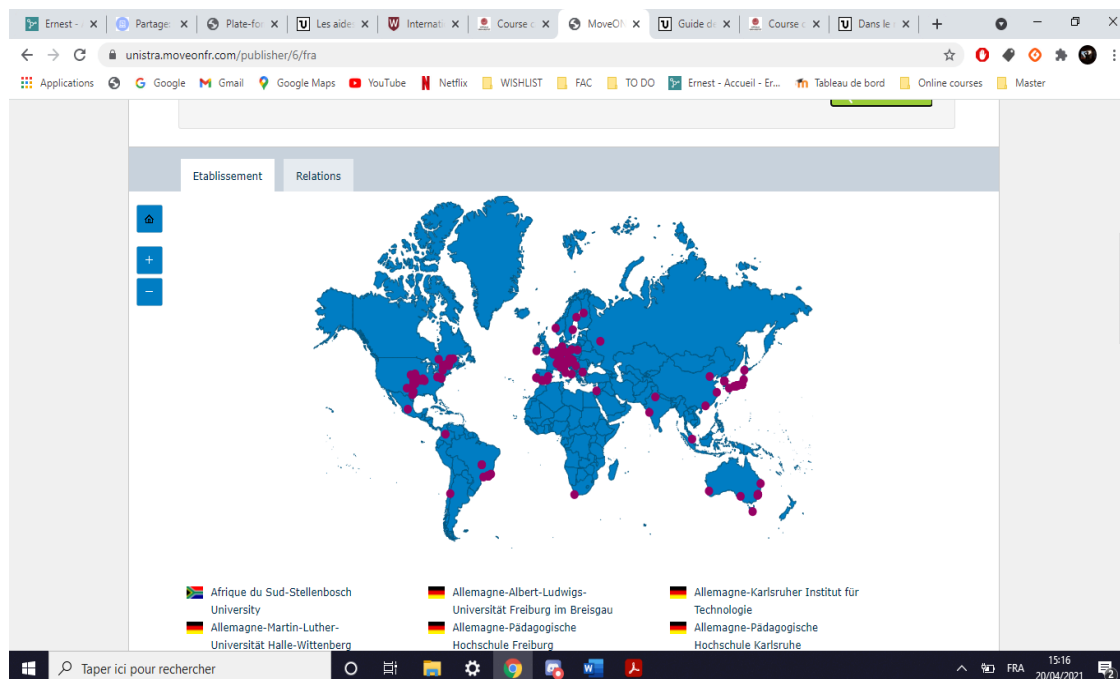 Ernest -
Partage:
Plate-for
Les aide
Internati
Course c
MoveON
Guide d
Course c
Dans le
unistra.moveonfr.com/publisher/6/fra
Applications
Google
Gmail
Google Maps
YouTube
Netflix
WISHLIST
FAC
TO DO
Ernest - Accueil - Er...
Tableau de bord
Online courses
Master
Etablissement
Relations
+
−
Afrique du Sud-Stellenbosch
University
Allemagne-Albert-Ludwigs-
Universität Freiburg im Breisgau
Allemagne-Karlsruher Institut für
Technologie
Allemagne-Martin-Luther-
Universität Halle-Wittenberg
Allemagne-Pädagogische
Hochschule Freiburg
Allemagne-Pädagogische
Hochschule Karlsruhe
Taper ici pour rechercher
FRA
15:16
20/04/2021
2